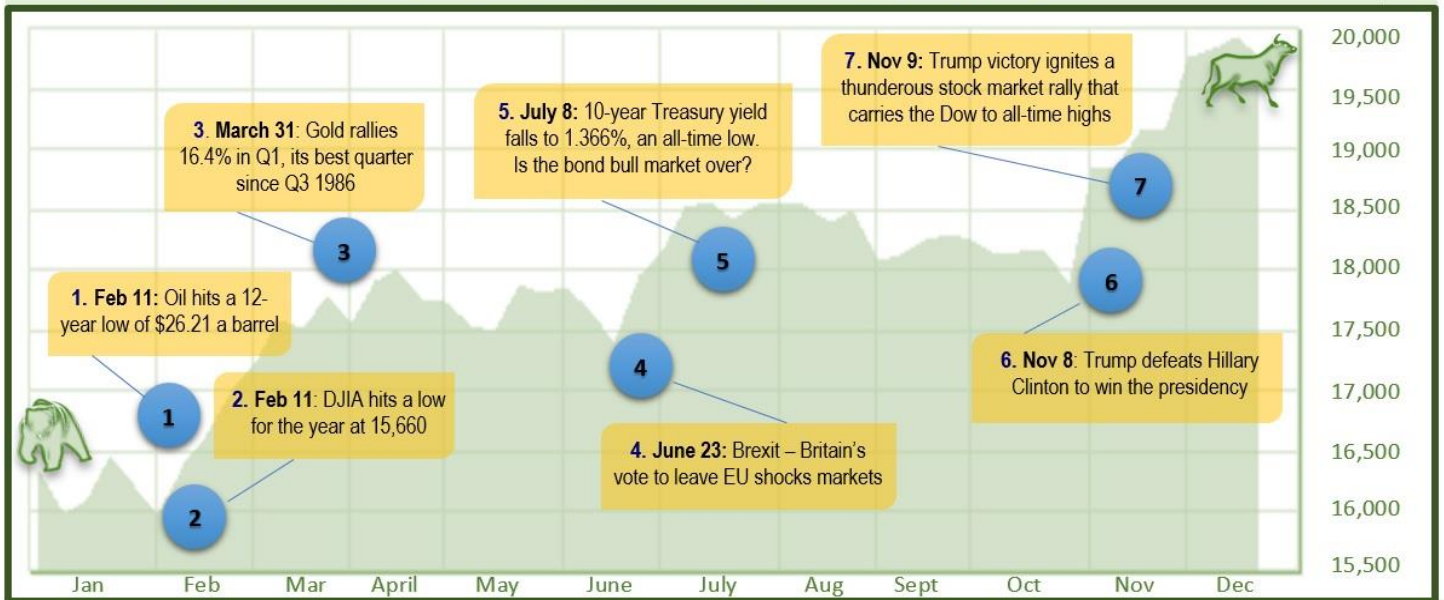 1. Feb 11: Oil hits a 12-
year low of $26.21 a barrel
1
2. Feb 11: DJIA hits a low
for the year at 15,660
2
3. March 31: Gold rallies
16.4% in Q1, its best quarter
since Q3 1986
3
4. June 23: Brexit – Britain's
vote to leave EU shocks markets
4
5. July 8: 10-year Treasury yield
falls to 1.366%, an all-time low.
Is the bond bull market over?
5
6. Nov 8: Trump defeats Hillary
Clinton to win the presidency
6
7. Nov 9: Trump victory ignites a
thunderous stock market rally that
carries the Dow to all-time highs
7
20,000
19,500
19,000
18,500
18,000
17,500
17,000
16,500
16,000
15,500
Jan Feb Mar April May June July Aug Sept Oct Nov Dec